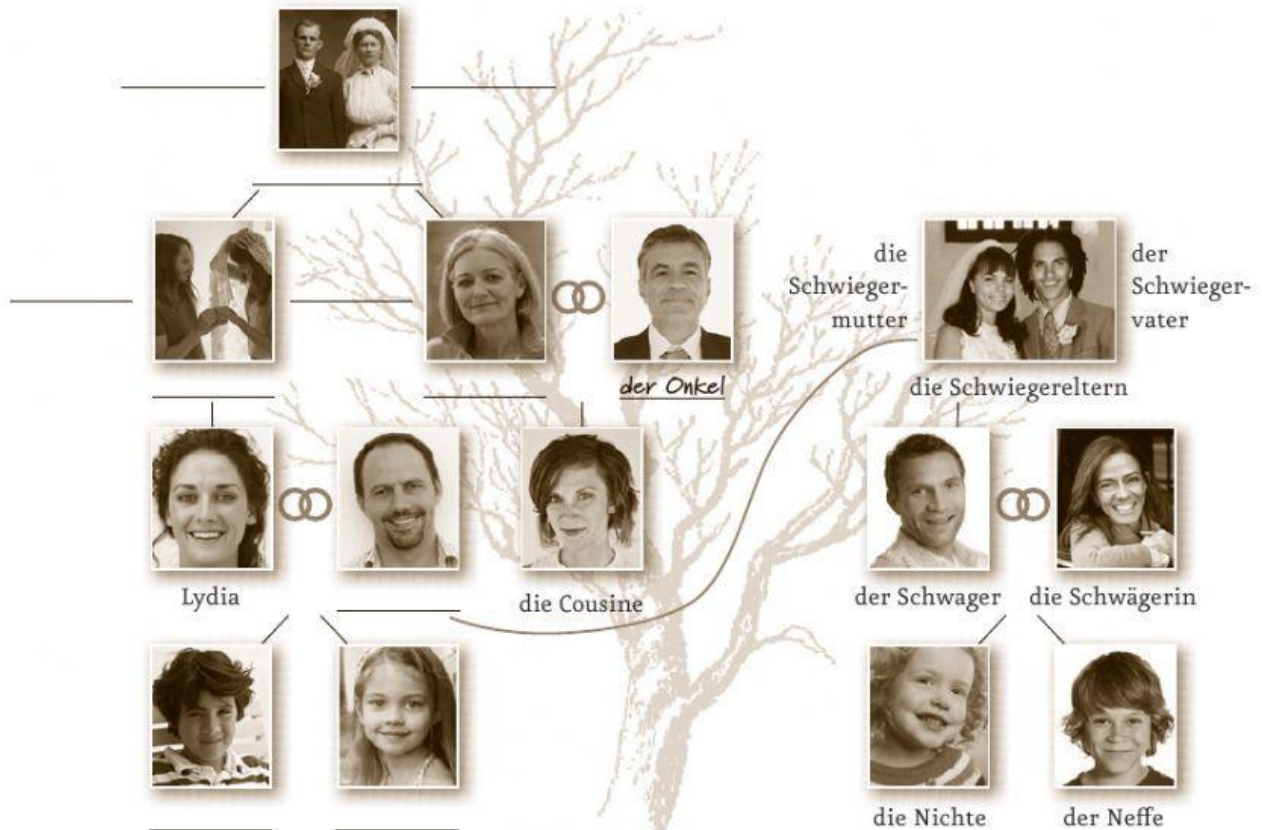 die
Schwieger-
mutter
der
Schwieger-
vater
der Onkel
die Schwiegereltern
Lydia
die Cousine
der Schwager
die Schwägerin
die Nichte
der Neffe